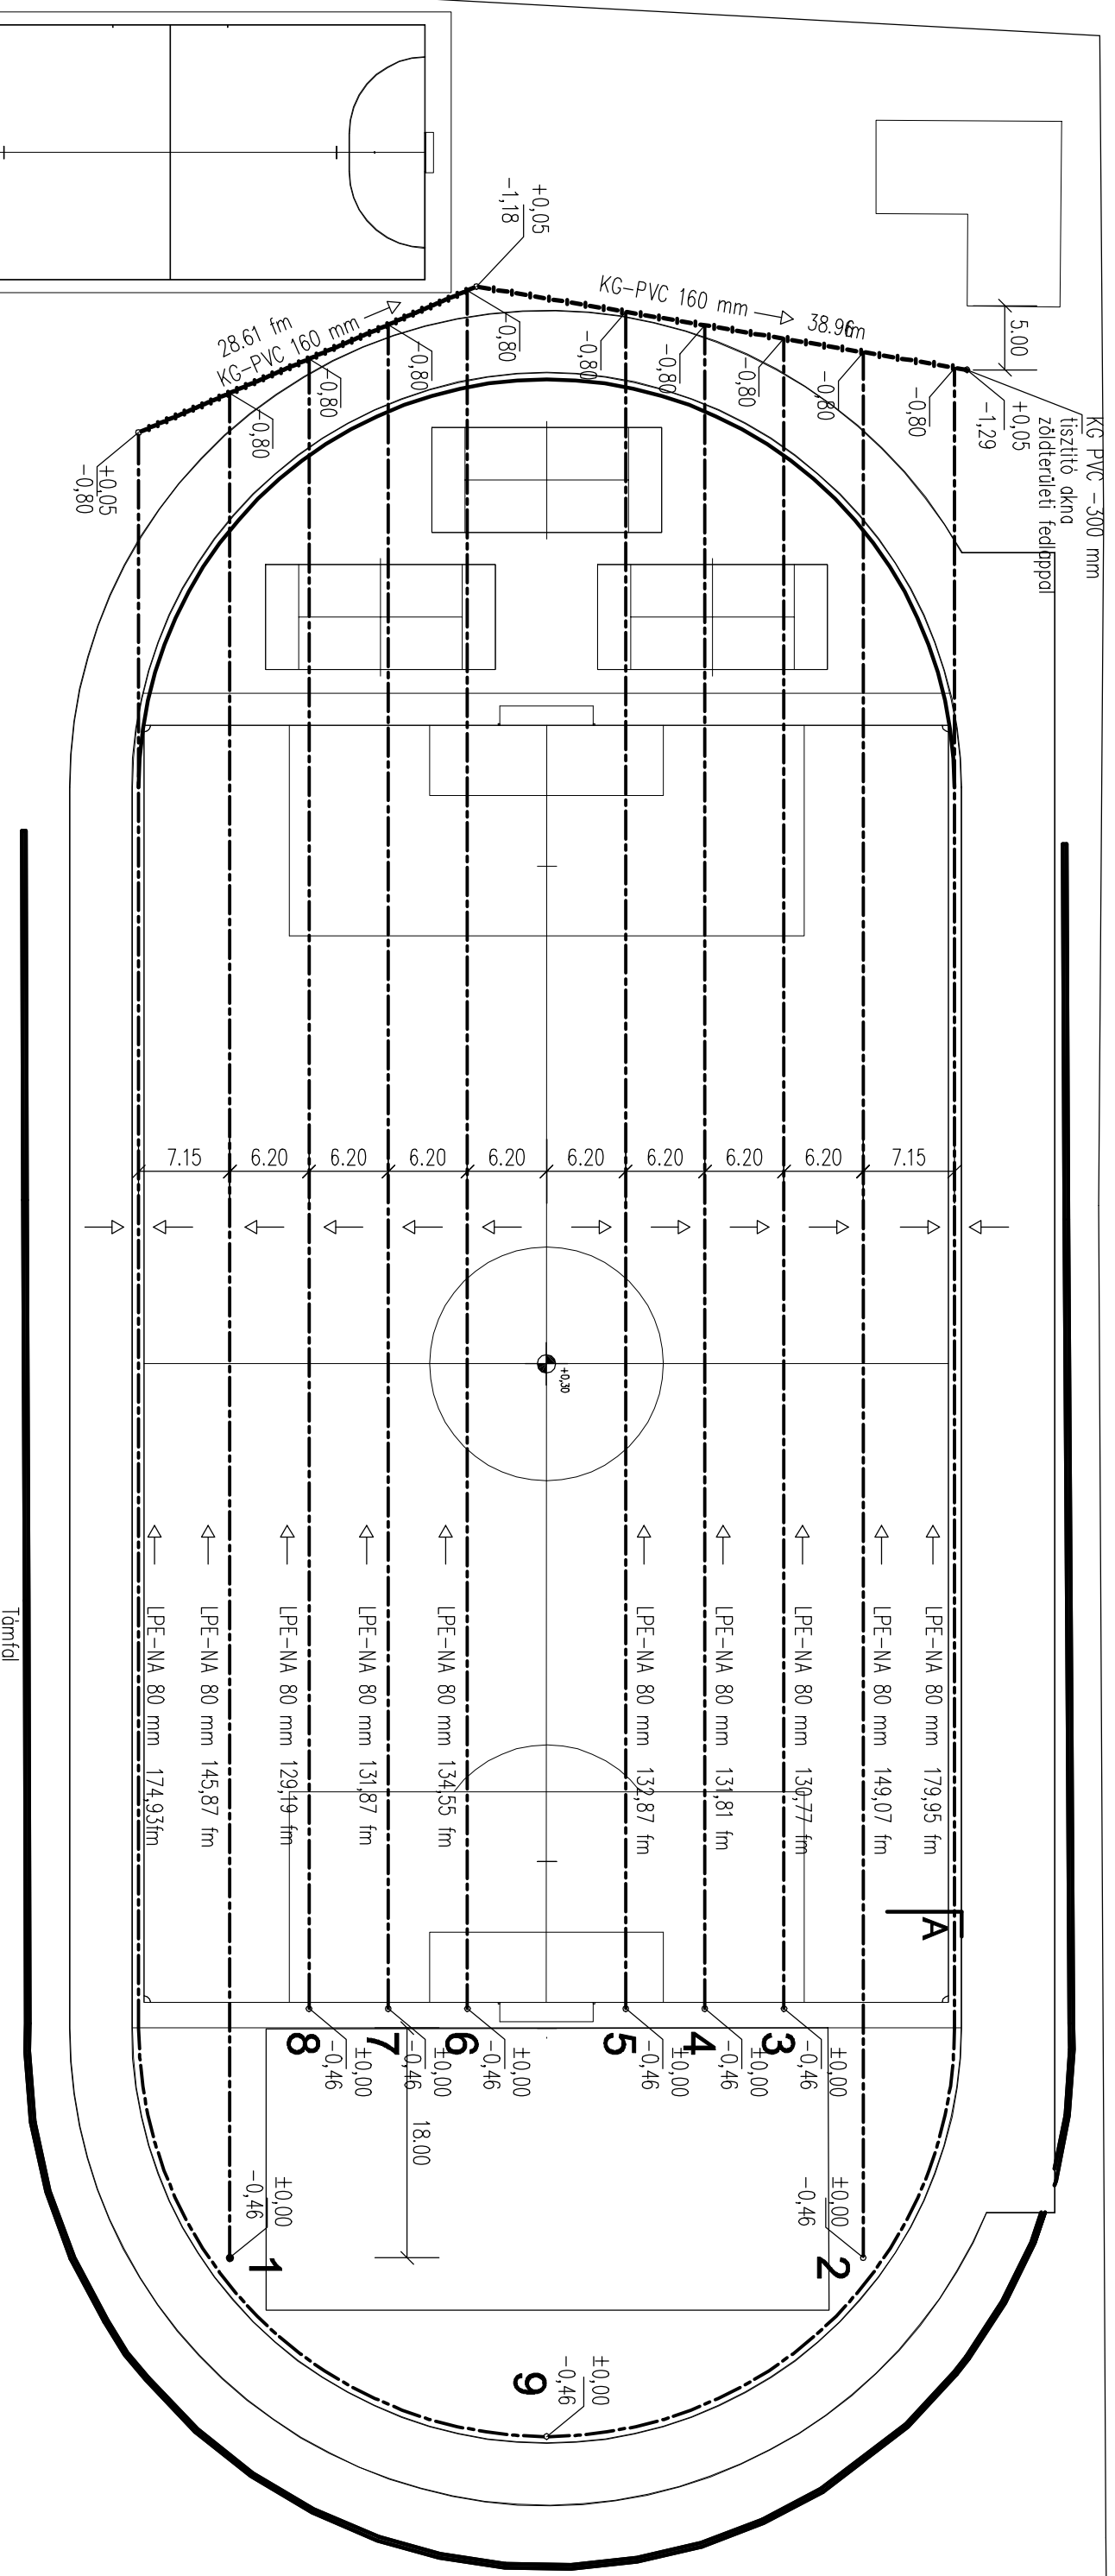 +0,05
-1,18
28.61 fm
KG-PVC 160 mm
KG-PVC 160 mm
38.96m
5.00
KG PVC -300 mm
tisztító akna
zöldterületi fedlappal
+0,05
-1,29
-0,80
-0,80
-0,80
-0,80
-0,80
-0,80
-0,80
-0,80
-0,80
-0,80
+0,05
-0,80
7.15
6.20
6.20
6.20
6.20
6.20
6.20
6.20
6.20
7.15
+0,30
LPE-NA 80 mm 174,93fm
LPE-NA 80 mm 145,87 fm
LPE-NA 80 mm 129,19 fm
LPE-NA 80 mm 131,87 fm
LPE-NA 80 mm 134,55 fm
LPE-NA 80 mm 132,87 fm
LPE-NA 80 mm 131,81 fm
LPE-NA 80 mm 130,77 fm
LPE-NA 80 mm 149,07 fm
LPE-NA 80 mm 179,95 fm
Támfal
A
8
±0,00
-0,46
7
±0,00
-0,46
6
±0,00
-0,46
5
±0,00
-0,46
4
±0,00
-0,46
3
±0,00
-0,46
18.00
±0,00
-0,46
1
±0,00
-0,46
2
±0,00
-0,46
9